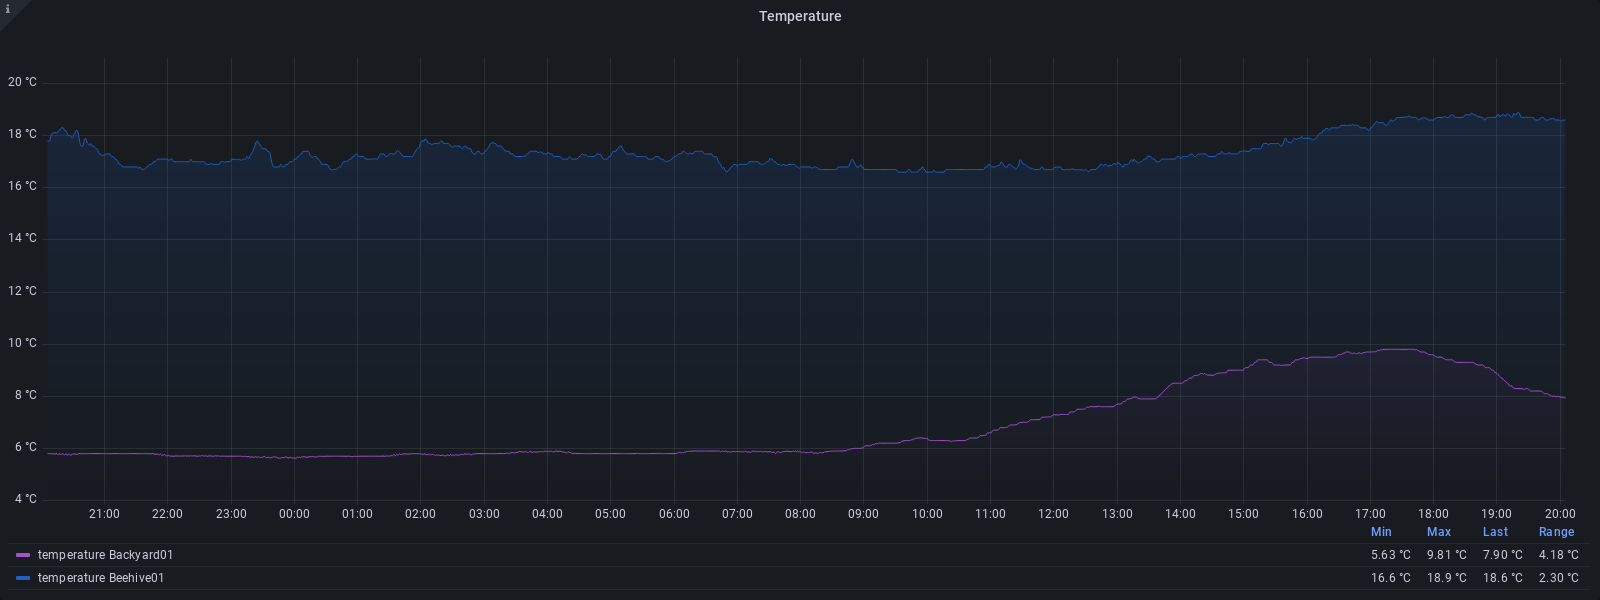 i
Temperature
20 °C
18 °C
16 °C
14 °C
12 °C
10 °C
8 °C
6 °C
4 °C
21:00 22:00 23:00 00:00 01:00 02:00 03:00 04:00 05:00 06:00 07:00 08:00 09:00 10:00 11:00 12:00 13:00 14:00 15:00 16:00 17:00 18:00 19:00 20:00
Min Max Last Range
temperature Backyard01 5.63 °C 9.81 °C 7.90 °C 4.18 °C
temperature Beehive01 16.6 °C 18.9 °C 18.6 °C 2.30 °C